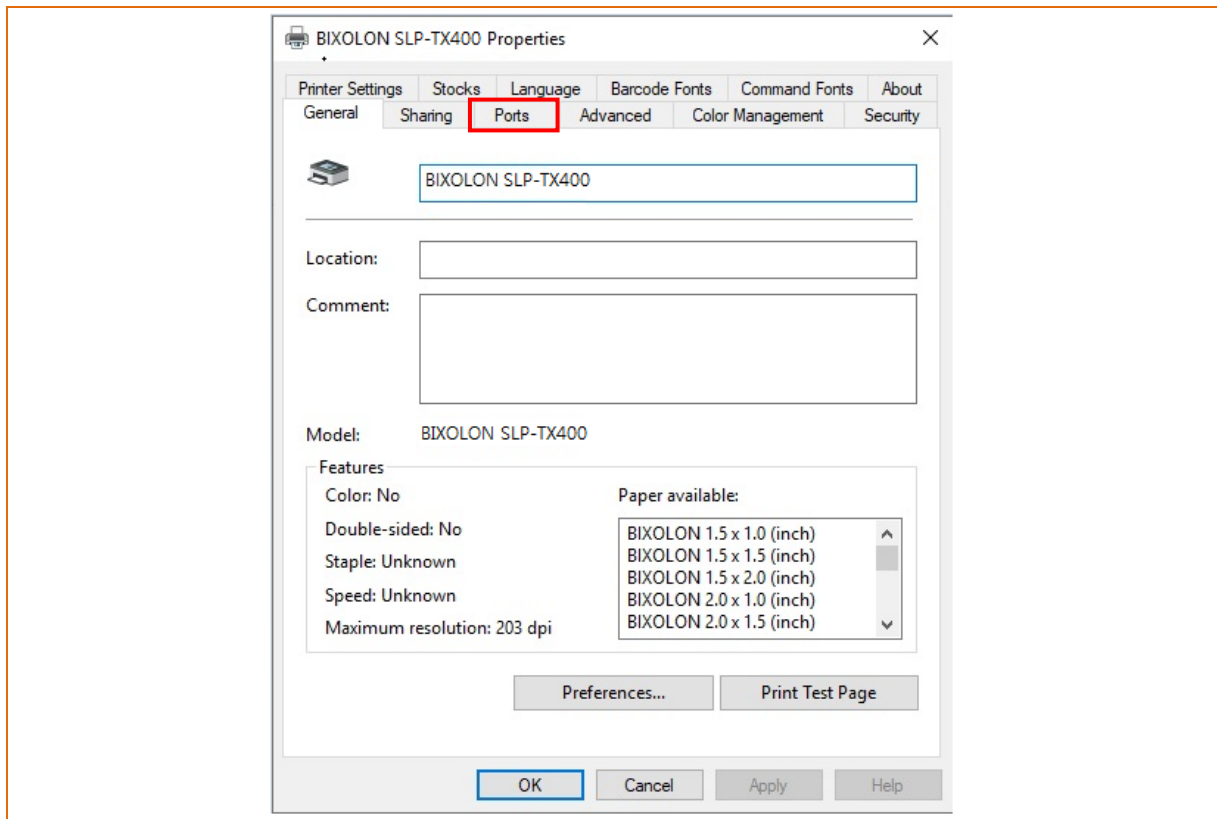 BIXOLON SLP-TX400 Properties
Printer Settings Stocks Language Barcode Fonts Command Fonts About
General Sharing Ports Advanced Color Management Security
BIXOLON SLP-TX400
Location:
Comment:
Model: BIXOLON SLP-TX400
Features
Color: No
Double-sided: No
Staple: Unknown
Speed: Unknown
Maximum resolution: 203 dpi
Paper available:
BIXOLON 1.5 x 1.0 (inch)
BIXOLON 1.5 x 1.5 (inch)
BIXOLON 1.5 x 2.0 (inch)
BIXOLON 2.0 x 1.0 (inch)
BIXOLON 2.0 x 1.5 (inch)
Preferences... Print Test Page
OK Cancel Apply Help